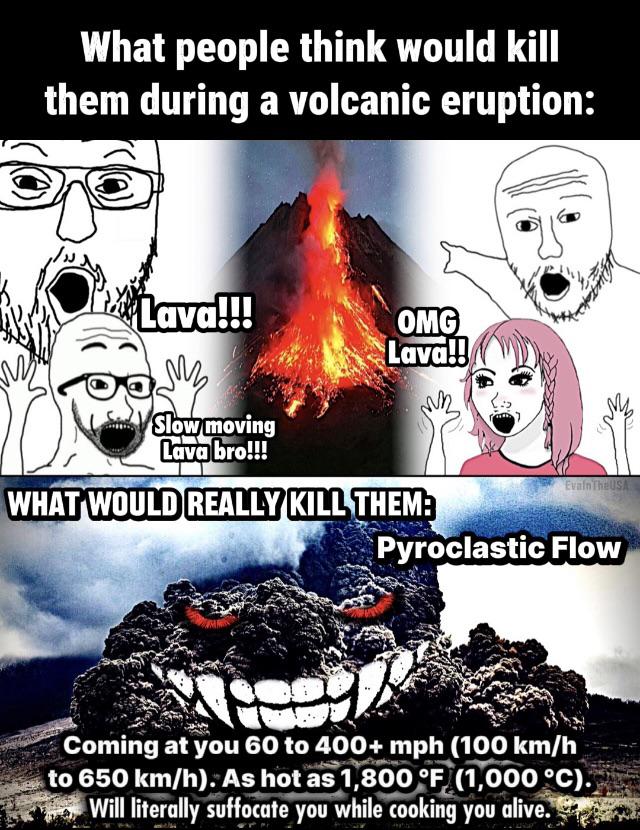 What people think would kill
them during a volcanic eruption:
Lava!!!
OMG
Lava!!
Slow moving
Lava bro!!!
EvaInTheUSA
WHAT WOULD REALLY KILL THEM:
Pyroclastic Flow
Coming at you 60 to 400+ mph (100 km/h
to 650 km/h). As hot as 1,800 °F (1,000 °C).
Will literally suffocate you while cooking you alive.